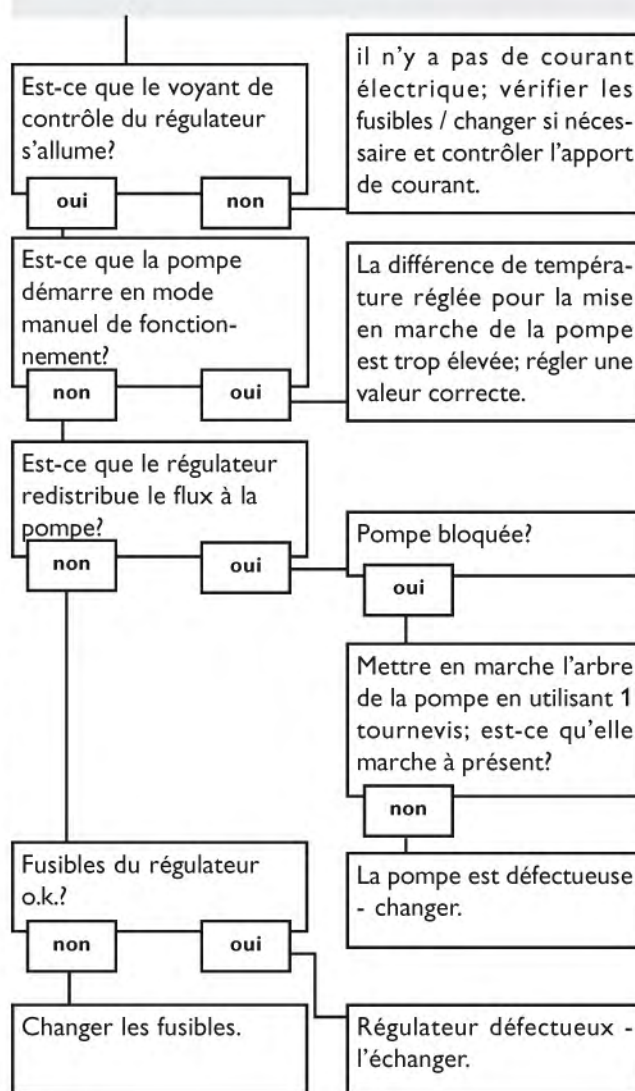 Est-ce que le voyant de
contrôle du régulateur
s'allume?
oui
non
il n'y a pas de courant
électrique; vérifier les
fusibles / changer si néces-
saire et contrôler l'apport
de courant.
Est-ce que la pompe
démarre en mode
manuel de fonction-
nement?
non
oui
La différence de tempéra-
ture réglée pour la mise
en marche de la pompe
est trop élevée; régler une
valeur correcte.
Est-ce que le régulateur
redistribue le flux à la
pompe?
non
oui
Pompe bloquée?
oui
Mettre en marche l'arbre
de la pompe en utilisant 1
tournevis; est-ce qu'elle
marche à présent?
non
La pompe est défectueuse
- changer.
Fusibles du régulateur
o.k.?
non
oui
Changer les fusibles.
Régulateur défectueux -
l'échanger.